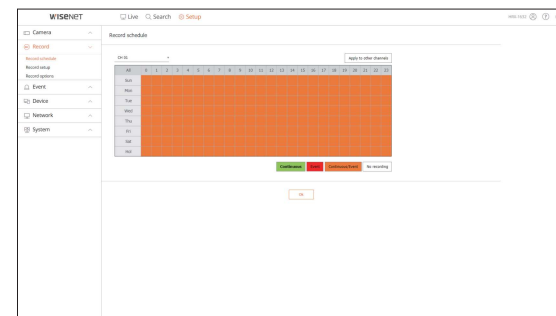 WISENET Live Search Setup
Camera
Record
Record schedule
Record setup
Record options
Event
Device
Network
System
Record schedule
CH 01 Apply to other channels
All 0 1 2 3 4 5 6 7 8 9 10 11 12 13 14 15 16 17 18 19 20 21 22 23
Sun
Mon
Tue
Wed
Thu
Fri
Sat
Hol
Continuous Event Continuous/Event No recording